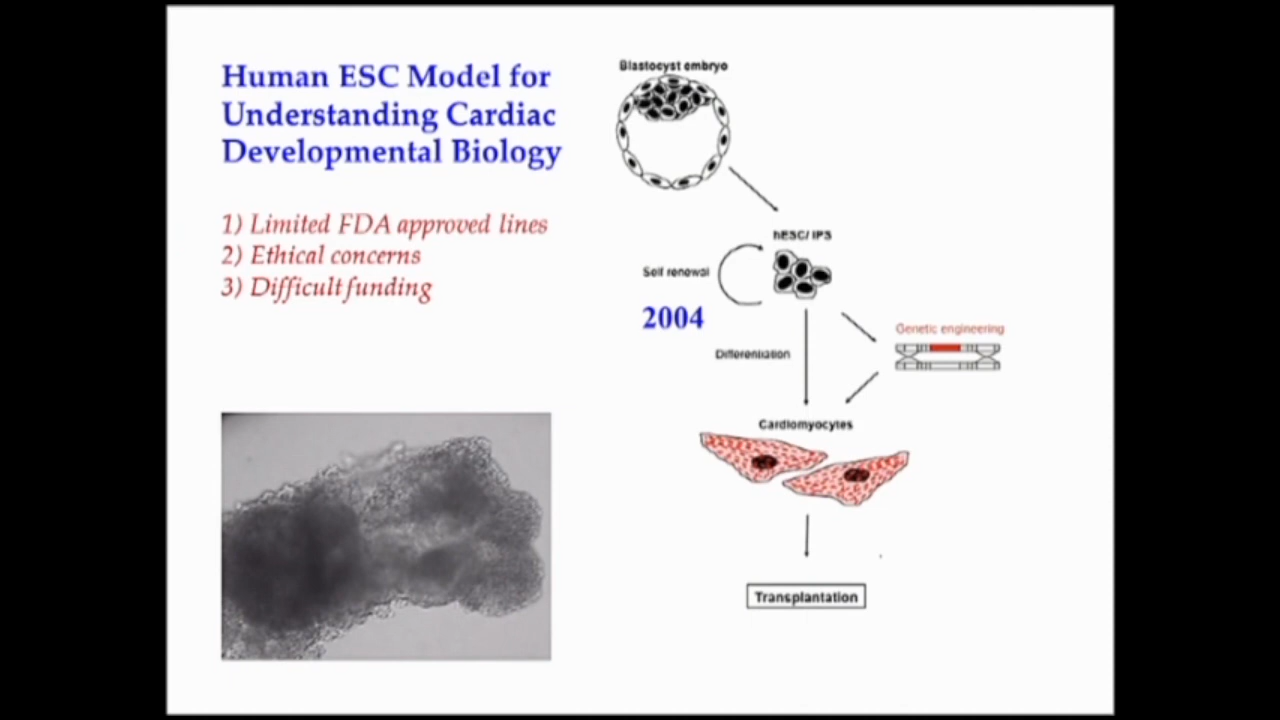 Human ESC Model for
Understanding Cardiac
Developmental Biology
1) Limited FDA approved lines
2) Ethical concerns
3) Difficult funding
Blastocyst embryo
hESC/ IPS
Self renewal
2004
Genetic engineering
Differentiation
Cardiomyocytes
Transplantation